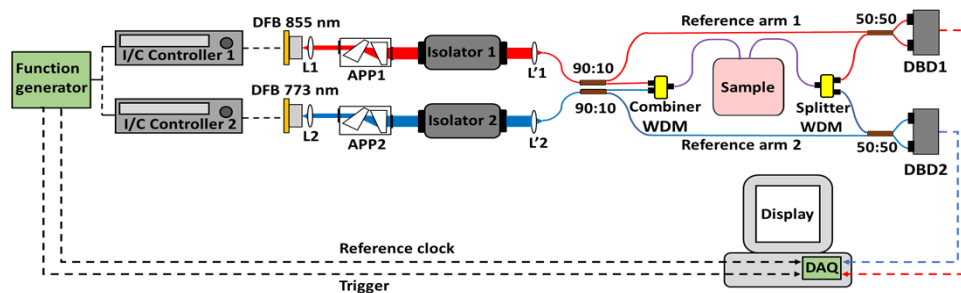 DFB 855 nm
Reference arm 1
50:50
I/C Controller 1
L1
APP1
Isolator 1
L'1
90:10
DBD1
Function
generator
Sample
DFB 773 nm
90:10
Combiner
WDM
Splitter
WDM
I/C Controller 2
L2
APP2
Isolator 2
L'2
Reference arm 2
50:50
DBD2
Display
Reference clock
DAQ
Trigger